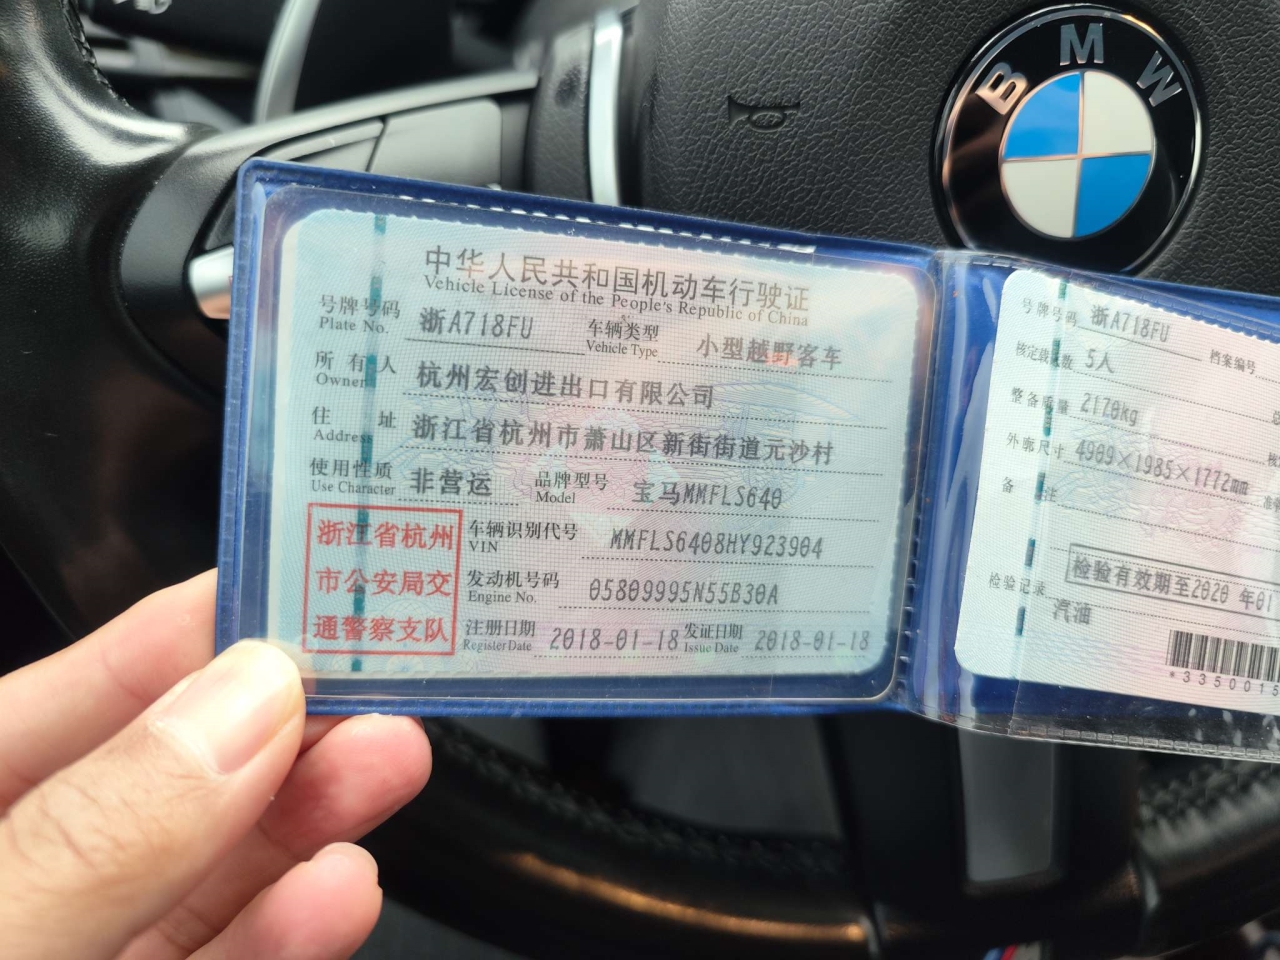 BMW
中华人民共和国机动车行驶证
Vehicle License of the People's Republic of China
号牌号码 浙A718FU 车辆类型 小型越野客车
Plate No. Vehicle Type
所有人 杭州宏创进出口有限公司
Owner
住址 浙江省杭州市萧山区新街街道元沙村
Address
使用性质 非营运 品牌型号 宝马MMFLS640
Use Character Model
浙江省杭州
市公安局交
通警察支队
车辆识别代号 MMFLS6408HY923904
VIN
发动机号码 05809995N55B30A
Engine No.
注册日期 2018-01-18 发证日期 2018-01-18
Register Date Issue Date
号牌号码 浙A718FU 档案编号
核定载人数 5人
整备质量 2170kg
外廓尺寸 4909×1985×1772mm
备注
检验有效期至2020年01
检验记录
汽油
*3350015